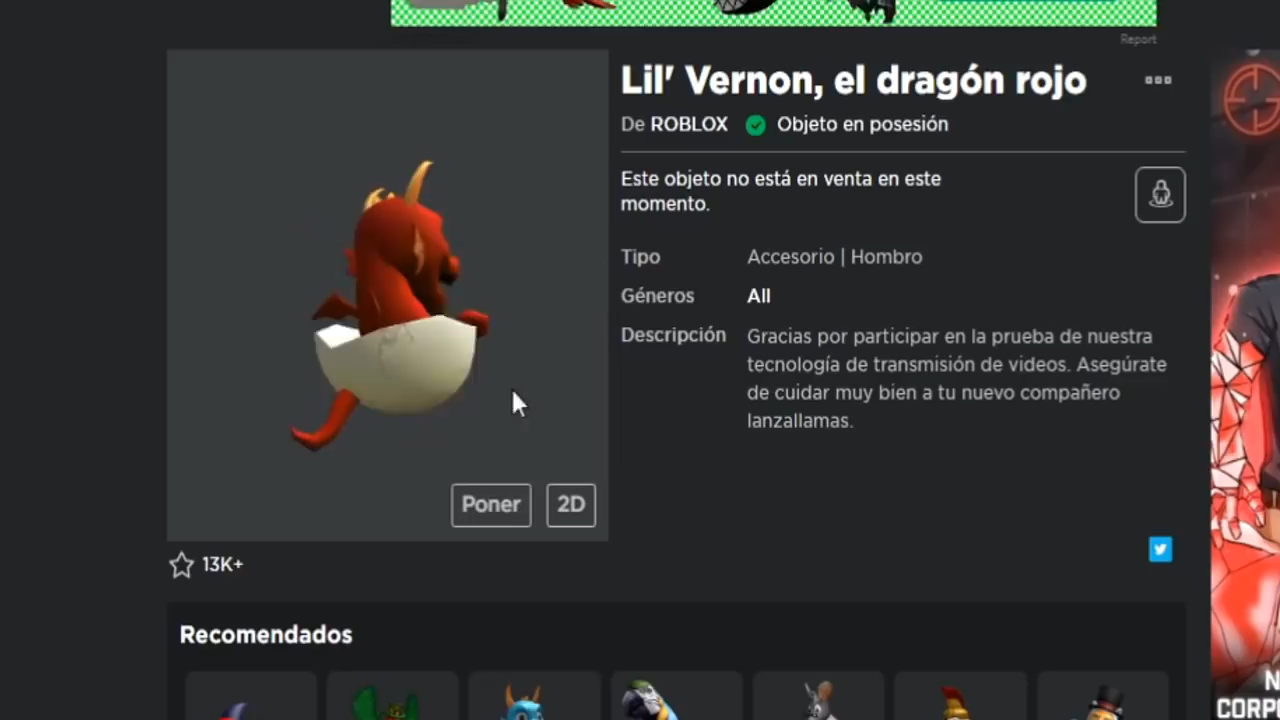 Report
Lil' Vernon, el dragón rojo
De ROBLOX Objeto en posesión
Este objeto no está en venta en este
momento.
Tipo Accesorio | Hombro
Géneros All
Descripción Gracias por participar en la prueba de nuestra
tecnología de transmisión de videos. Asegúrate
de cuidar muy bien a tu nuevo compañero
lanzallamas.
Poner 2D
13K+
Recomendados